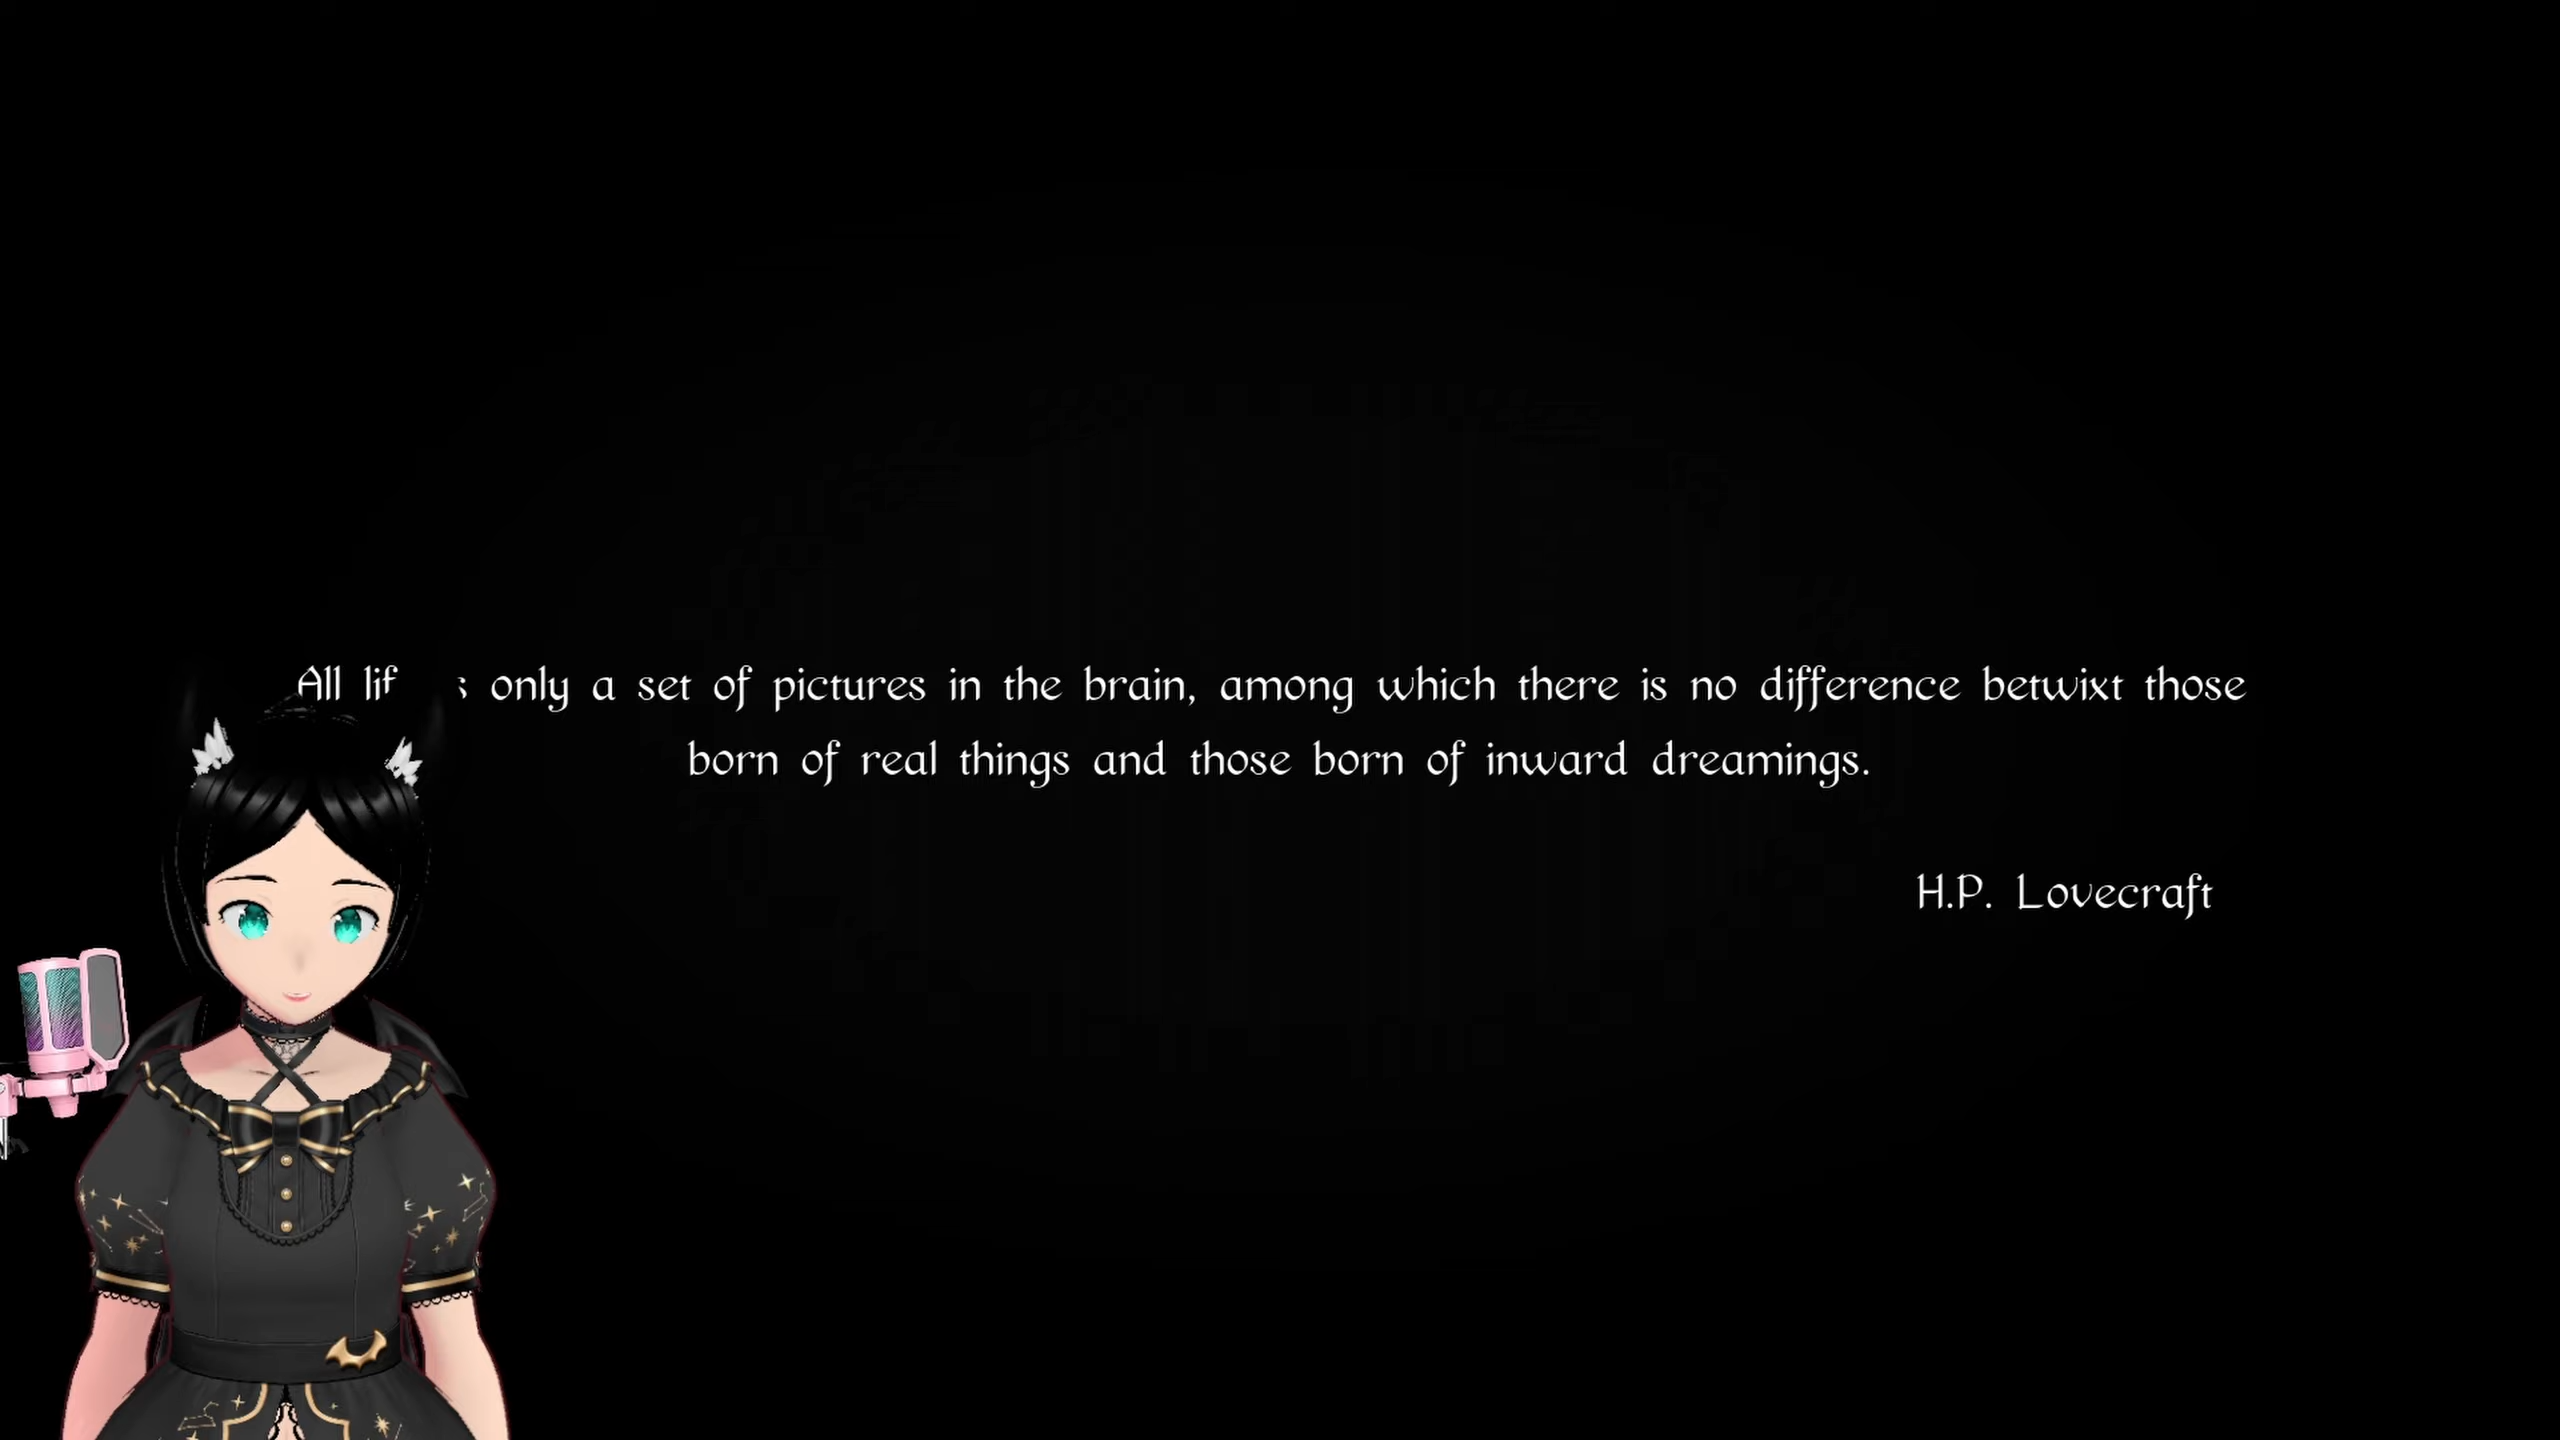 All lif s only a set of pictures in the brain, among which there is no difference betwixt those
born of real things and those born of inward dreamings.
H.P. Lovecraft